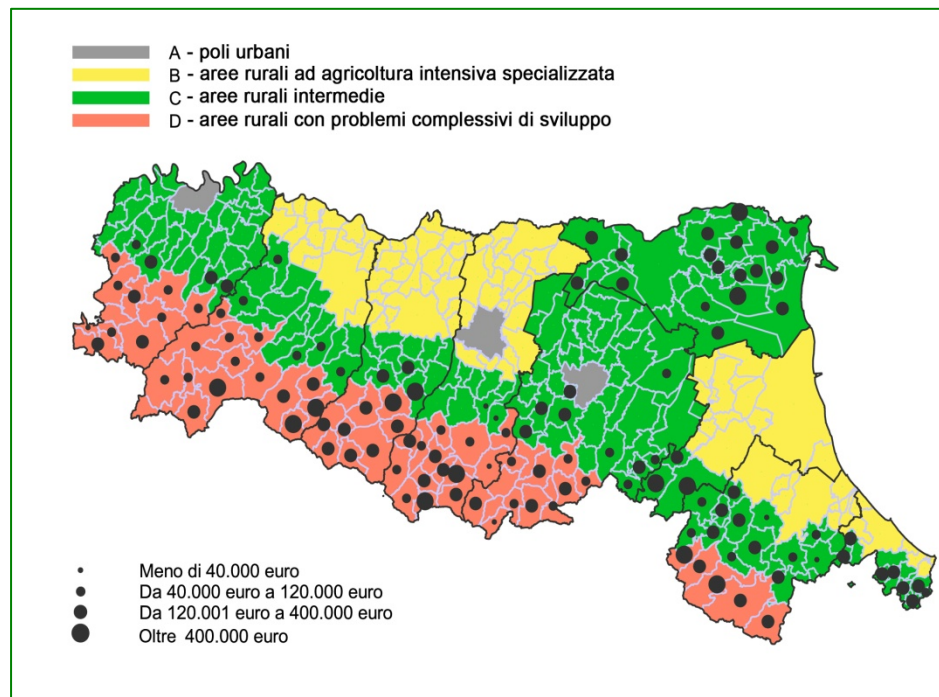 A - poli urbani
B - aree rurali ad agricoltura intensiva specializzata
C - aree rurali intermedie
D - aree rurali con problemi complessivi di sviluppo
Meno di 40.000 euro
Da 40.000 euro a 120.000 euro
Da 120.001 euro a 400.000 euro
Oltre 400.000 euro